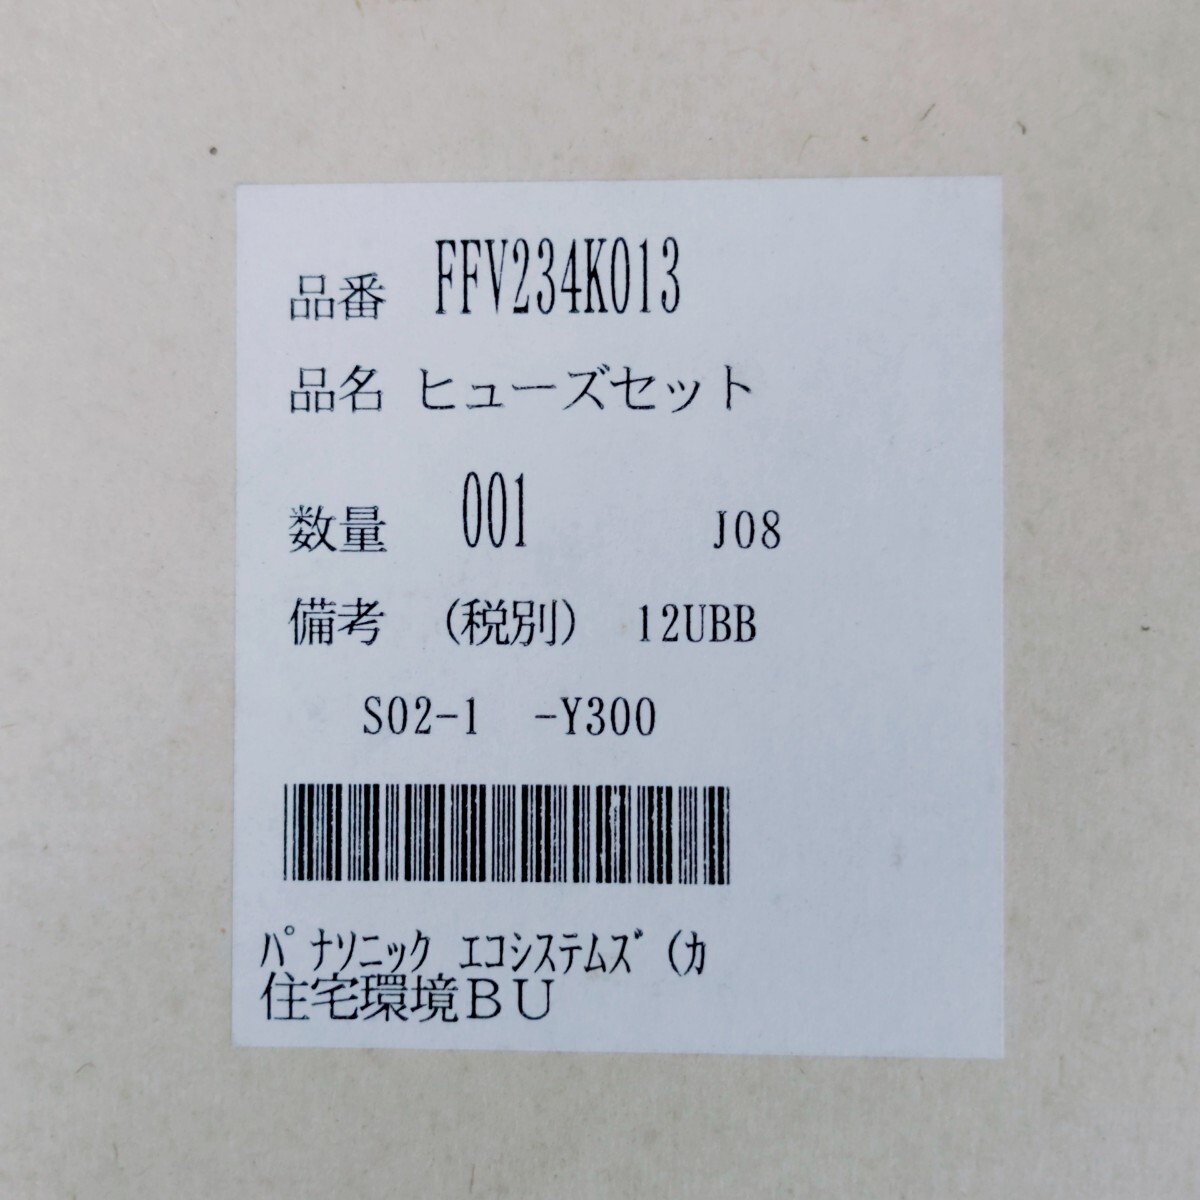 品番 FFV234K013
品名 ヒューズセット
数量 001 J08
備考 (税別) 12UBB
S02-1 -Y300
ﾊﾟﾅｿﾆｯｸ ｴｺｼｽﾃﾑｽﾞ(ｶ
住宅環境ＢＵ